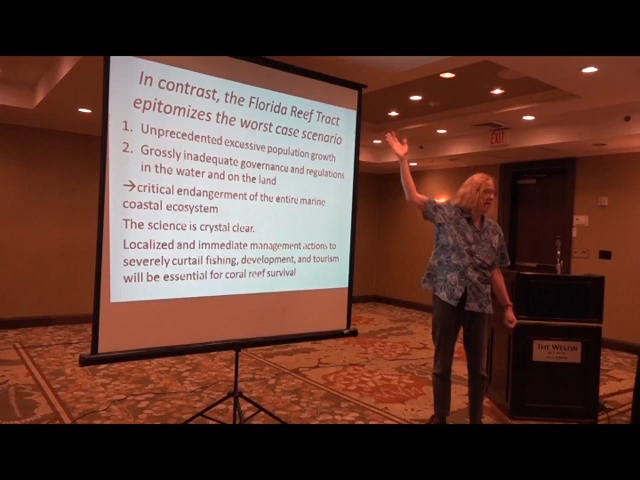 In contrast, the Florida Reef Tract
epitomizes the worst case scenario
1. Unprecedented excessive population growth
2. Grossly inadequate governance and regulations
in the water and on the land
→critical endangerment of the entire marine
coastal ecosystem
The science is crystal clear.
Localized and immediate management actions to
severely curtail fishing, development, and tourism
will be essential for coral reef survival
EXIT
THE WESTIN